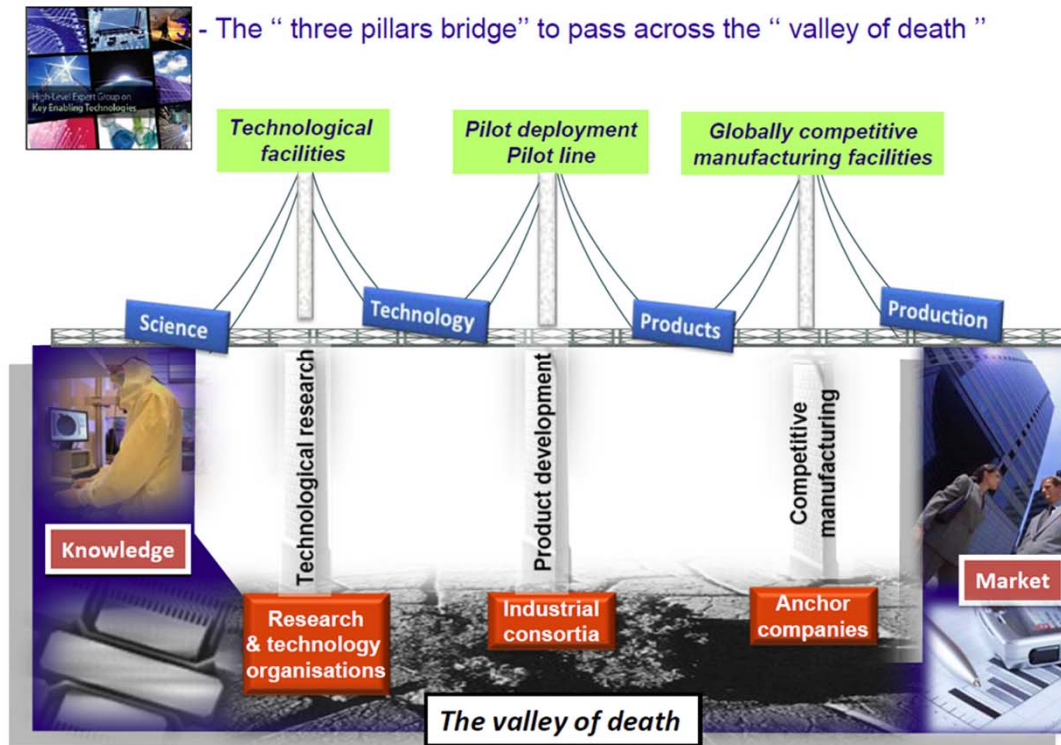 - The “ three pillars bridge” to pass across the “ valley of death ”
High-Level Expert Group on
Key Enabling Technologies
Technological
facilities
Pilot deployment
Pilot line
Globally competitive
manufacturing facilities
Science
Technology
Products
Production
Technological research
Product development
Competitive
manufacturing
Knowledge
Market
Research
& technology
organisations
Industrial
consortia
Anchor
companies
The valley of death